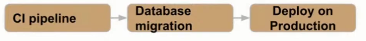 CI pipeline
Database
migration
Deploy on
Production